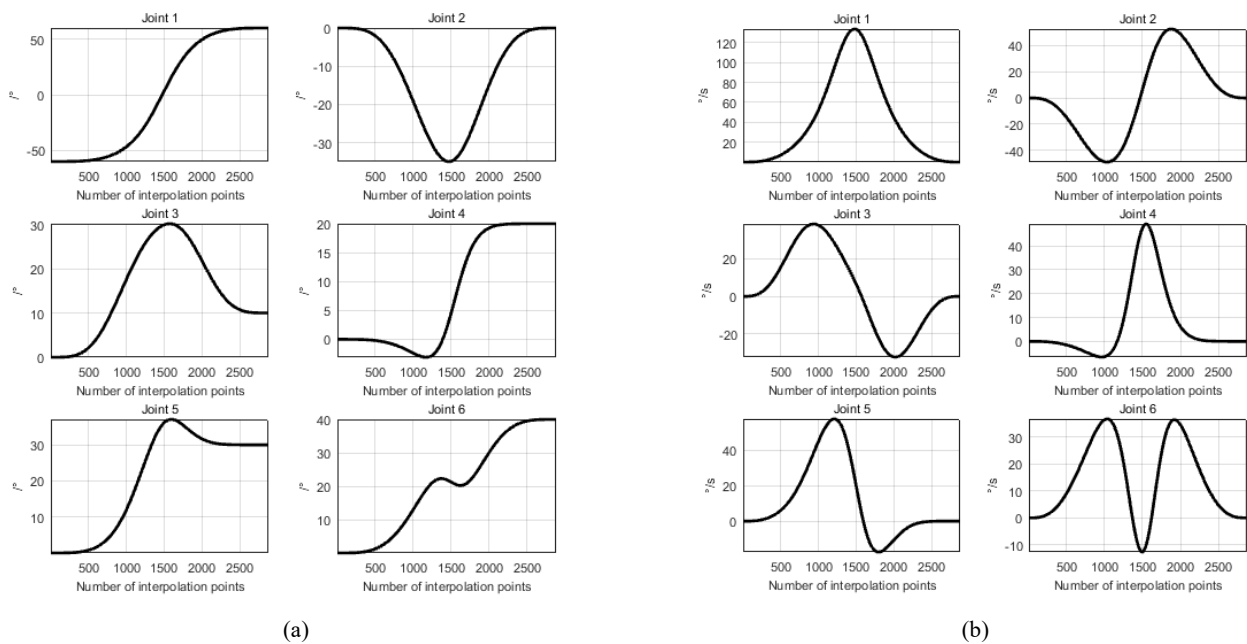 Joint 1
50
0
-50
/°
500 1000 1500 2000 2500
Number of interpolation points
Joint 2
0
-10
-20
-30
/°
500 1000 1500 2000 2500
Number of interpolation points
Joint 3
30
20
10
0
/°
500 1000 1500 2000 2500
Number of interpolation points
Joint 4
20
15
10
5
0
/°
500 1000 1500 2000 2500
Number of interpolation points
Joint 5
30
20
10
/°
500 1000 1500 2000 2500
Number of interpolation points
Joint 6
40
30
20
10
0
/°
500 1000 1500 2000 2500
Number of interpolation points
(a)
Joint 1
120
100
80
60
40
20
°/s
500 1000 1500 2000 2500
Number of interpolation points
Joint 2
40
20
0
-20
-40
°/s
500 1000 1500 2000 2500
Number of interpolation points
Joint 3
20
0
-20
°/s
500 1000 1500 2000 2500
Number of interpolation points
Joint 4
40
30
20
10
0
°/s
500 1000 1500 2000 2500
Number of interpolation points
Joint 5
40
20
0
°/s
500 1000 1500 2000 2500
Number of interpolation points
Joint 6
30
20
10
0
-10
°/s
500 1000 1500 2000 2500
Number of interpolation points
(b)